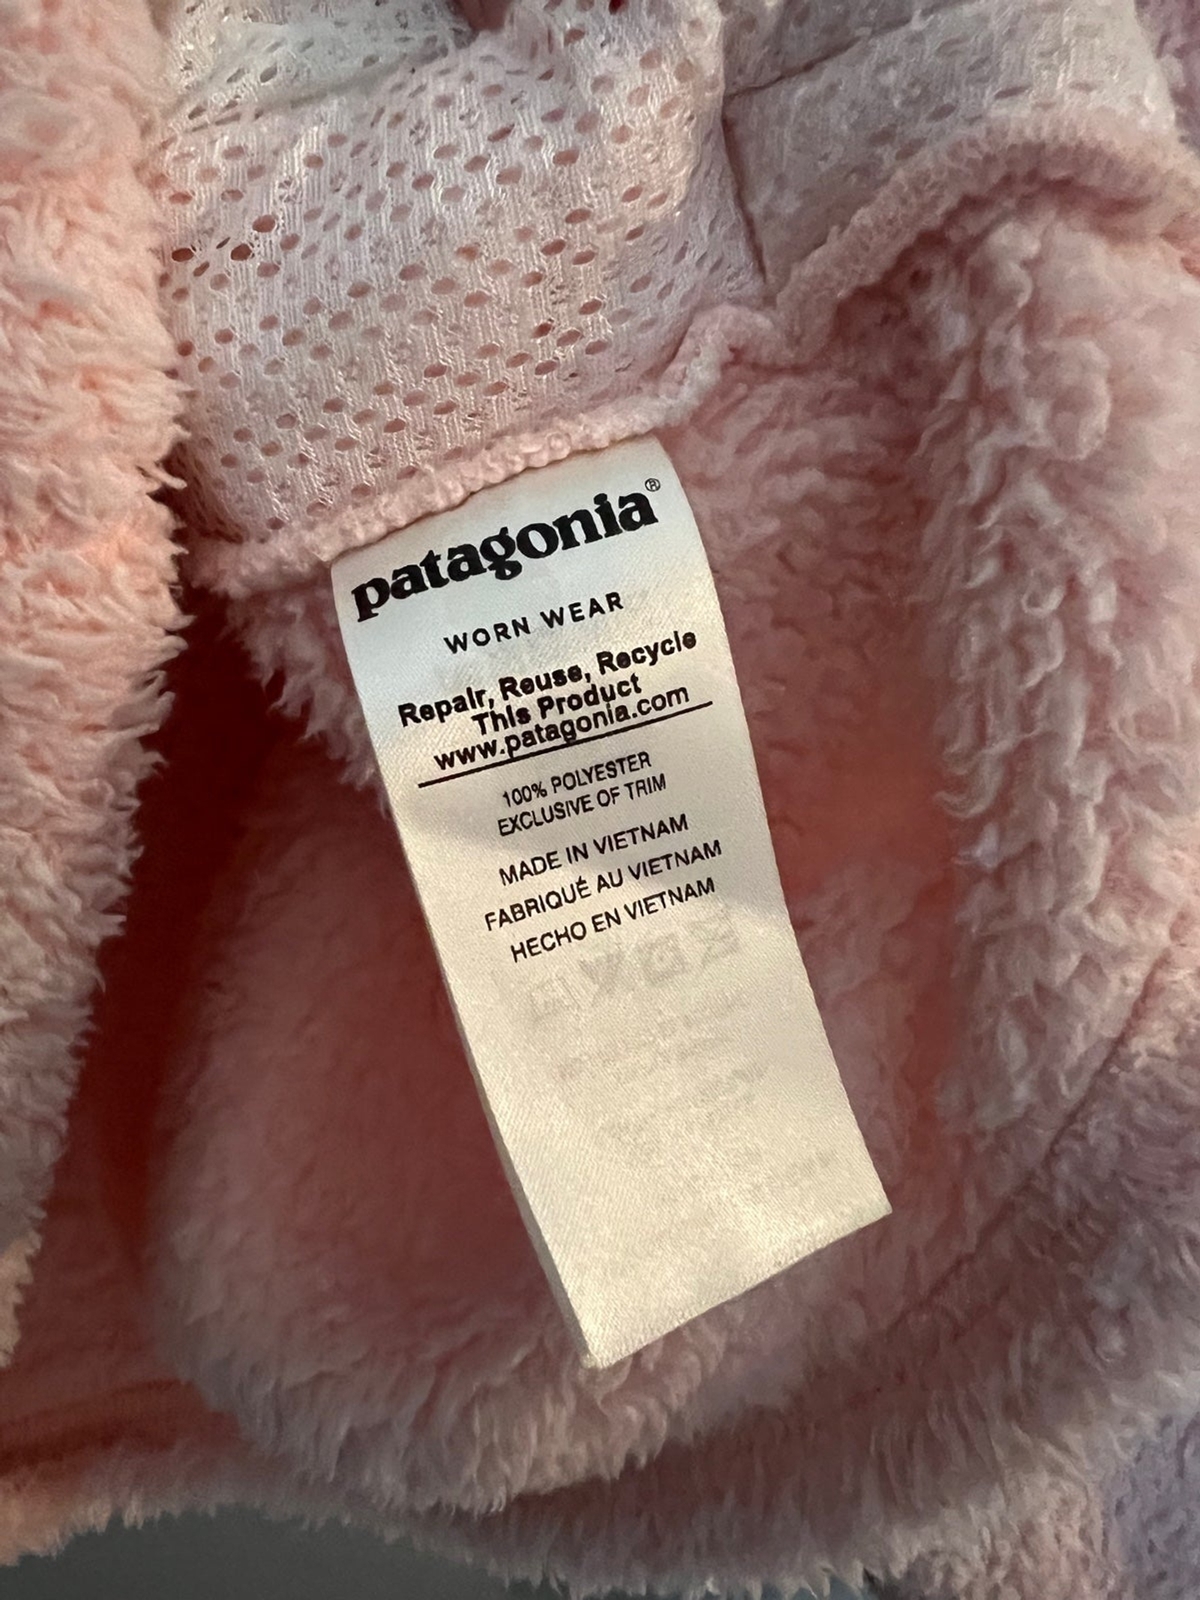 patagonia®
WORN WEAR
Repair, Reuse, Recycle
This Product
www.patagonia.com
100% POLYESTER
EXCLUSIVE OF TRIM
MADE IN VIETNAM
FABRIQUÉ AU VIETNAM
HECHO EN VIETNAM